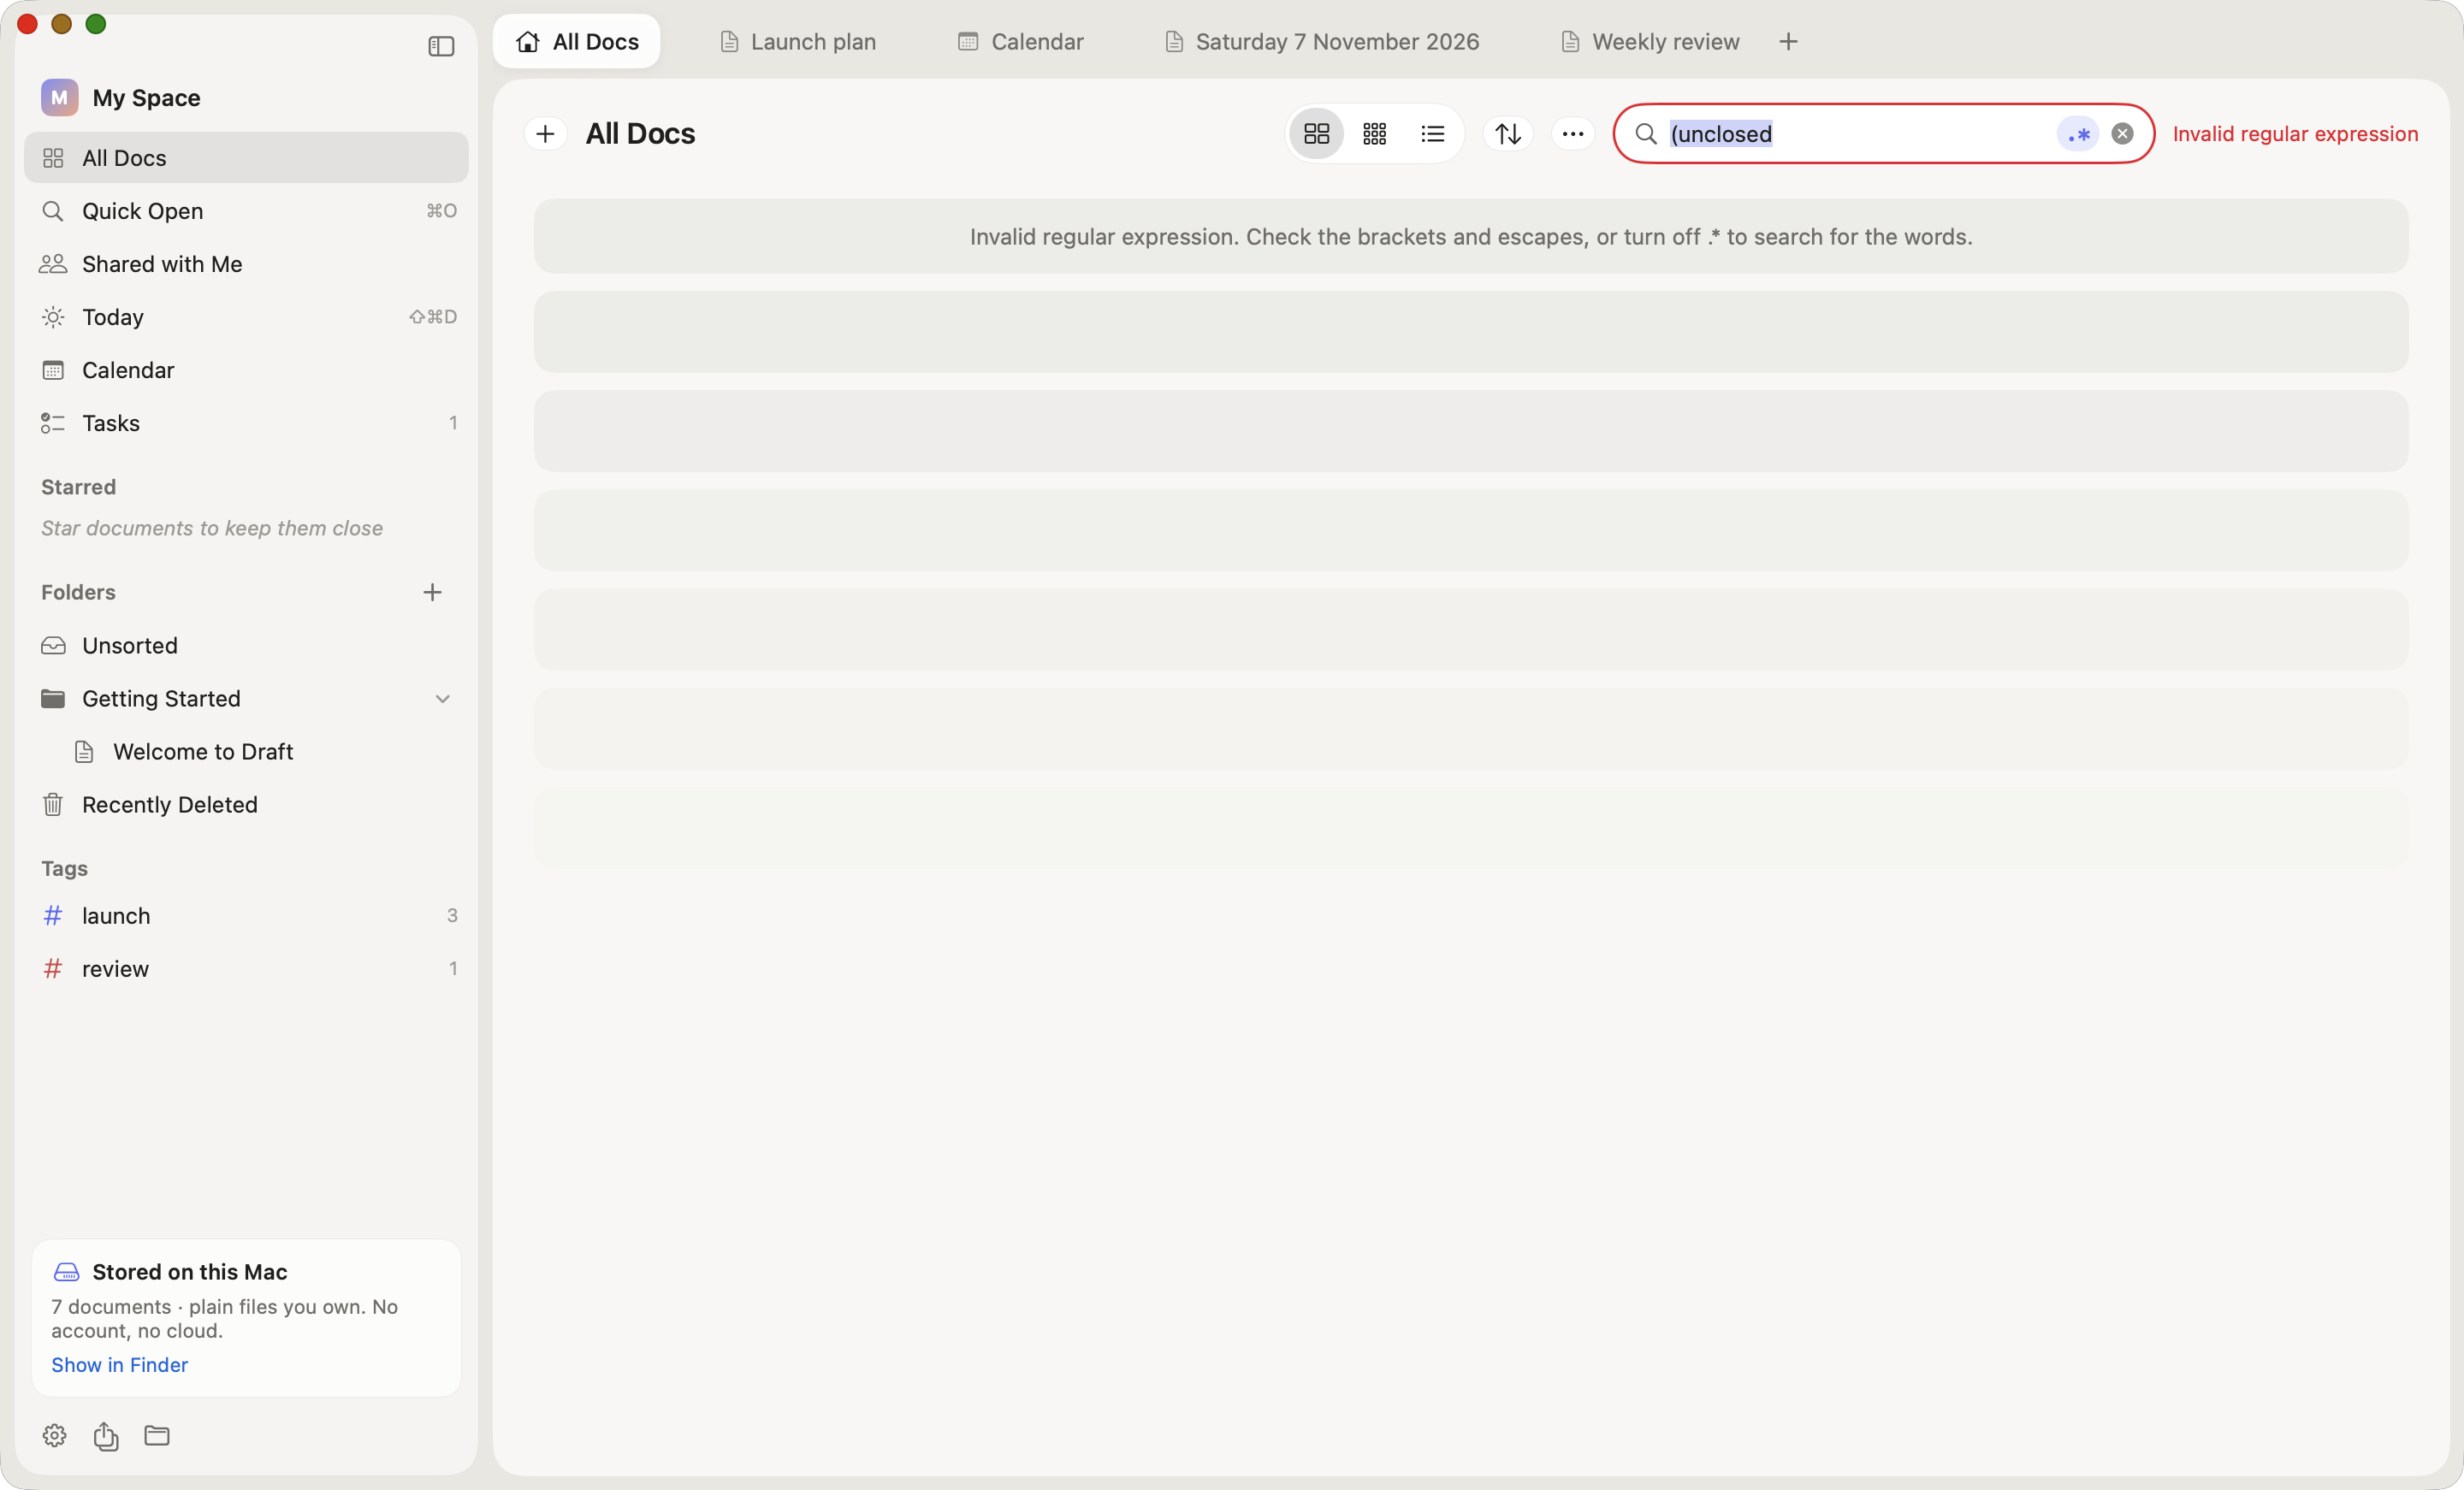 All Docs
Launch plan
Calendar
Saturday 7 November 2026
Weekly review
M
My Space
All Docs
Quick Open ⌘O
Shared with Me
Today ⇧⌘D
Calendar
Tasks 1
Starred
Star documents to keep them close
Folders
Unsorted
Getting Started
Welcome to Draft
Recently Deleted
Tags
# launch 3
# review 1
Stored on this Mac
7 documents · plain files you own. No
account, no cloud.
Show in Finder
All Docs
(unclosed
.*
Invalid regular expression
Invalid regular expression. Check the brackets and escapes, or turn off .* to search for the words.